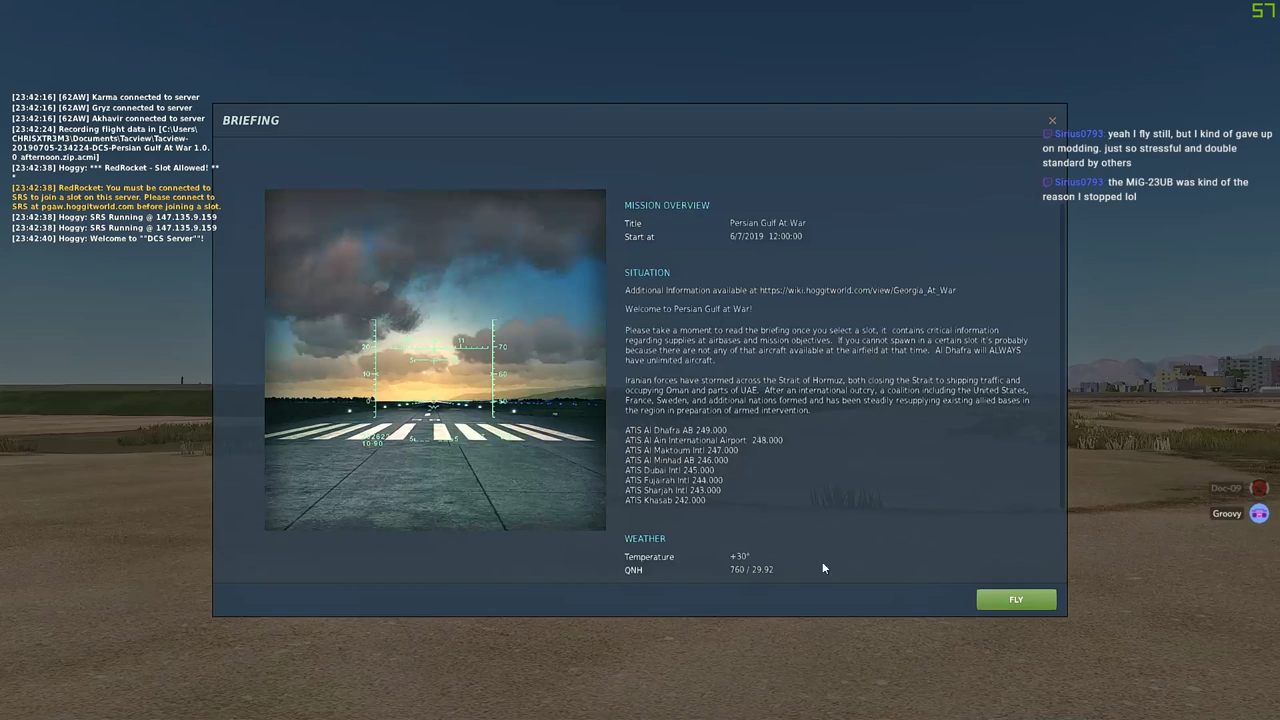 57
[23:42:16] [62AW] Karma connected to server
[23:42:16] [62AW] Gryz connected to server
[23:42:16] [62AW] Akhavir connected to server
[23:42:24] Recording flight data in [C:\Users\
CHRISXTR3M3\Documents\Tacview\Tacview-
20190705-234224-DCS-Persian Gulf At War 1.0.
0 afternoon.zip.acmi]
[23:42:38] Hoggy: *** RedRocket - Slot Allowed! **
*
[23:42:38] RedRocket: You must be connected to
SRS to join a slot on this server. Please connect to
SRS at pgaw.hoggitworld.com before joining a slot.
[23:42:38] Hoggy: SRS Running @ 147.135.9.159
[23:42:38] Hoggy: SRS Running @ 147.135.9.159
[23:42:40] Hoggy: Welcome to ""DCS Server""!
BRIEFING
MISSION OVERVIEW
Title Persian Gulf At War
Start at 6/7/2019 12:00:00
SITUATION
Additional Information available at https://wiki.hoggitworld.com/view/Georgia_At_War
Welcome to Persian Gulf at War!
Please take a moment to read the briefing once you select a slot, it contains critical information
regarding supplies at airbases and mission objectives. If you cannot spawn in a certain slot it's probably
because there are not any of that aircraft available at the airfield at that time. Al Dhafra will ALWAYS
have unlimited aircraft.
Iranian forces have stormed across the Strait of Hormuz, both closing the Strait to shipping traffic and
occupying Oman and parts of UAE. After an international outcry, a coalition including the United States,
France, Sweden, and additional nations formed and has been steadily resupplying existing allied bases in
the region in preparation of armed intervention.
ATIS Al Dhafra AB 249.000
ATIS Al Ain International Airport 248.000
ATIS Al Maktoum Intl 247.000
ATIS Al Minhad AB 246.000
ATIS Dubai Intl 245.000
ATIS Fujairah Intl 244.000
ATIS Sharjah Intl 243.000
ATIS Khasab 242.000
WEATHER
Temperature +30°
QNH 760 / 29.92
FLY
Sirius0793: yeah I fly still, but I kind of gave up
on modding. just so stressful and double
standard by others
Sirius0793: the MiG-23UB was kind of the
reason I stopped lol
Doc-09
Groovy